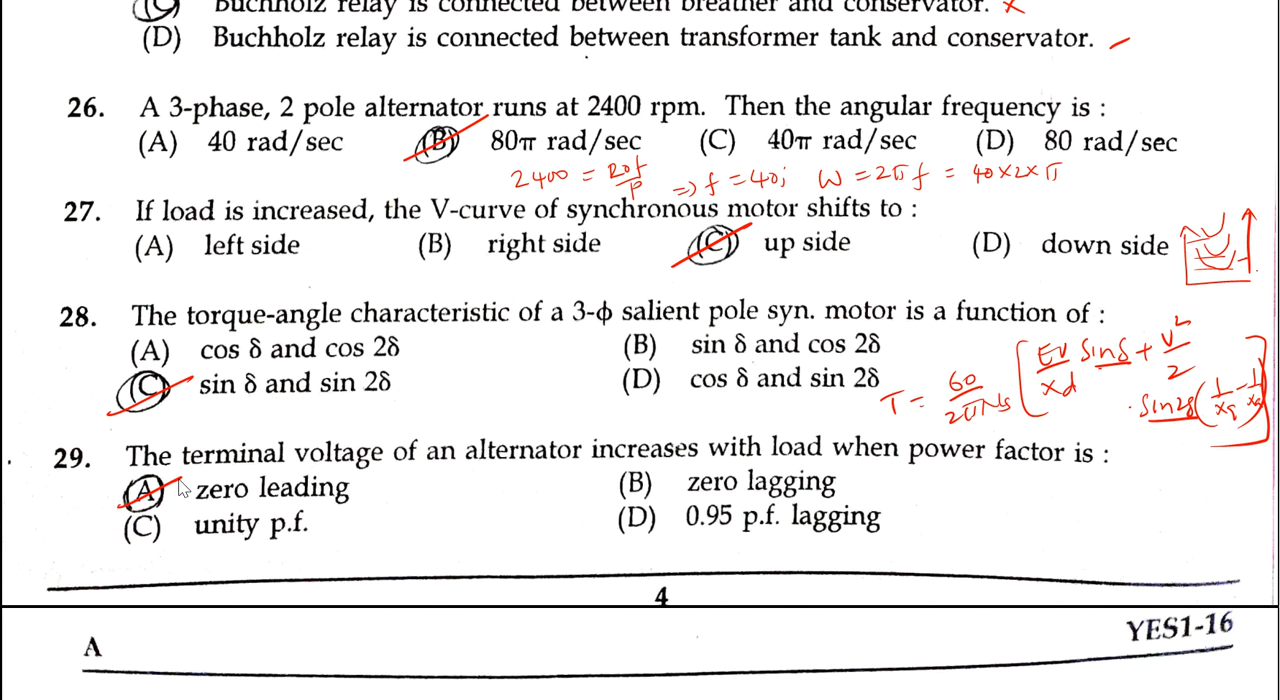 (C) Buchholz relay is connected between breather and conservator. ×
(D) Buchholz relay is connected between transformer tank and conservator.
26. A 3-phase, 2 pole alternator runs at 2400 rpm. Then the angular frequency is :
(A) 40 rad/sec (B) 80π rad/sec (C) 40π rad/sec (D) 80 rad/sec
2400 = 120f/P => f = 40; W = 2πf = 40×2×π
27. If load is increased, the V-curve of synchronous motor shifts to :
(A) left side (B) right side (C) up side (D) down side
28. The torque-angle characteristic of a 3-ϕ salient pole syn. motor is a function of :
(A) cos δ and cos 2δ (B) sin δ and cos 2δ
(C) sin δ and sin 2δ (D) cos δ and sin 2δ
T = 60/2πNs [EV/Xd Sinδ + V²/2
. Sin2δ (1/Xq - 1/Xd)]
29. The terminal voltage of an alternator increases with load when power factor is :
(A) zero leading (B) zero lagging
(C) unity p.f. (D) 0.95 p.f. lagging
4
A YES1-16